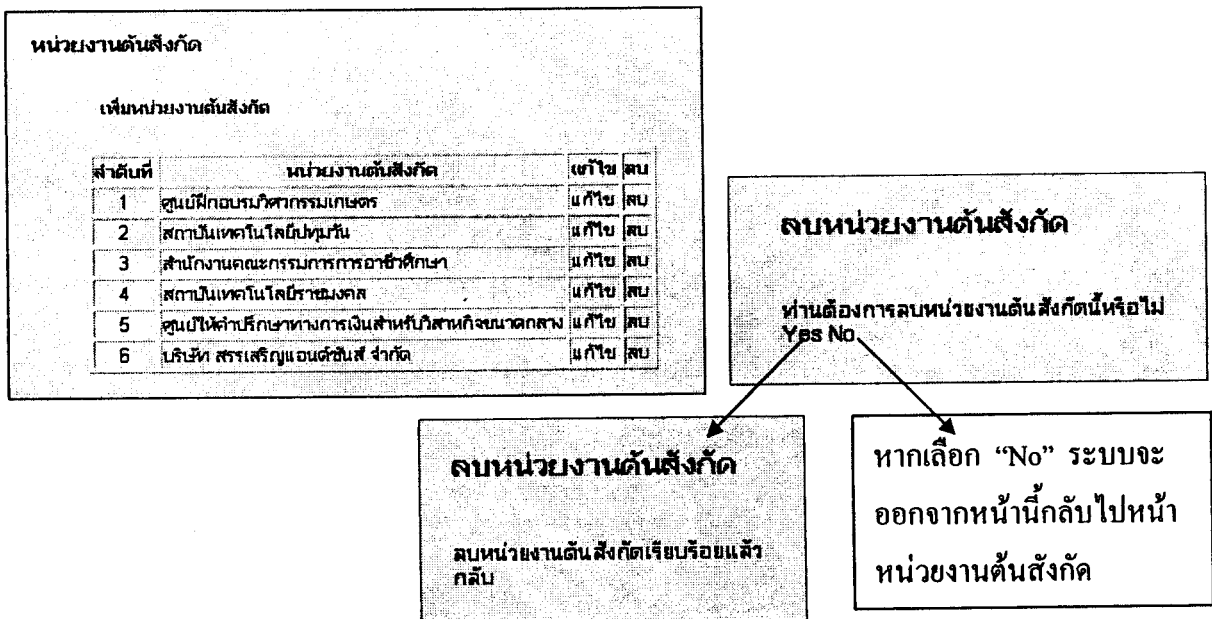 หน่วยงานต้นสังกัด
เพิ่มหน่วยงานต้นสังกัด
ลำดับที่ หน่วยงานต้นสังกัด แก้ไข ลบ
1 ศูนย์ฝึกอบรมวิศวกรรมเกษตร แก้ไข ลบ
2 สถาบันเทคโนโลยีปทุมวัน แก้ไข ลบ
3 สำนักงานคณะกรรมการการอาชีวศึกษา แก้ไข ลบ
4 สถาบันเทคโนโลยีราชมงคล แก้ไข ลบ
5 ศูนย์ให้คำปรึกษาทางการเงินสำหรับวิสาหกิจขนาดกลาง แก้ไข ลบ
6 บริษัท สรรเสริญแอนด์ซันส์ จำกัด แก้ไข ลบ
ลบหน่วยงานต้นสังกัด
ท่านต้องการลบหน่วยงานต้นสังกัดนี้หรือไม่
Yes No
ลบหน่วยงานต้นสังกัด
ลบหน่วยงานต้นสังกัดเรียบร้อยแล้ว
กลับ
หากเลือก “No” ระบบจะ
ออกจากหน้านี้กลับไปหน้า
หน่วยงานต้นสังกัด